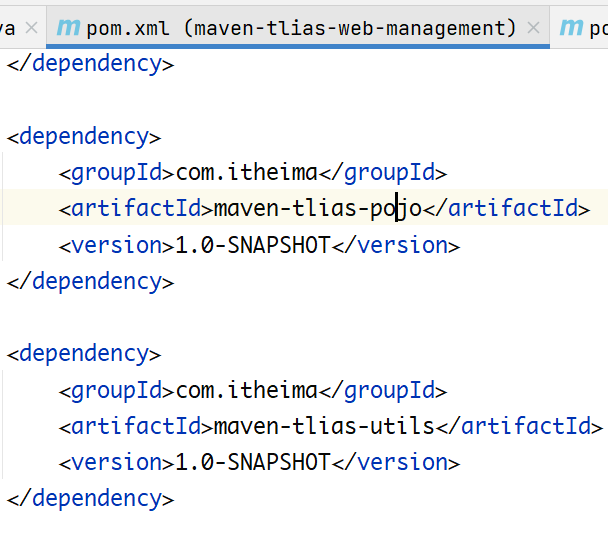 va
m pom.xml (maven-tlias-web-management)
m po
</dependency>
<dependency>
<groupId>com.itheima</groupId>
<artifactId>maven-tlias-pojo</artifactId>
<version>1.0-SNAPSHOT</version>
</dependency>
<dependency>
<groupId>com.itheima</groupId>
<artifactId>maven-tlias-utils</artifactId>
<version>1.0-SNAPSHOT</version>
</dependency>